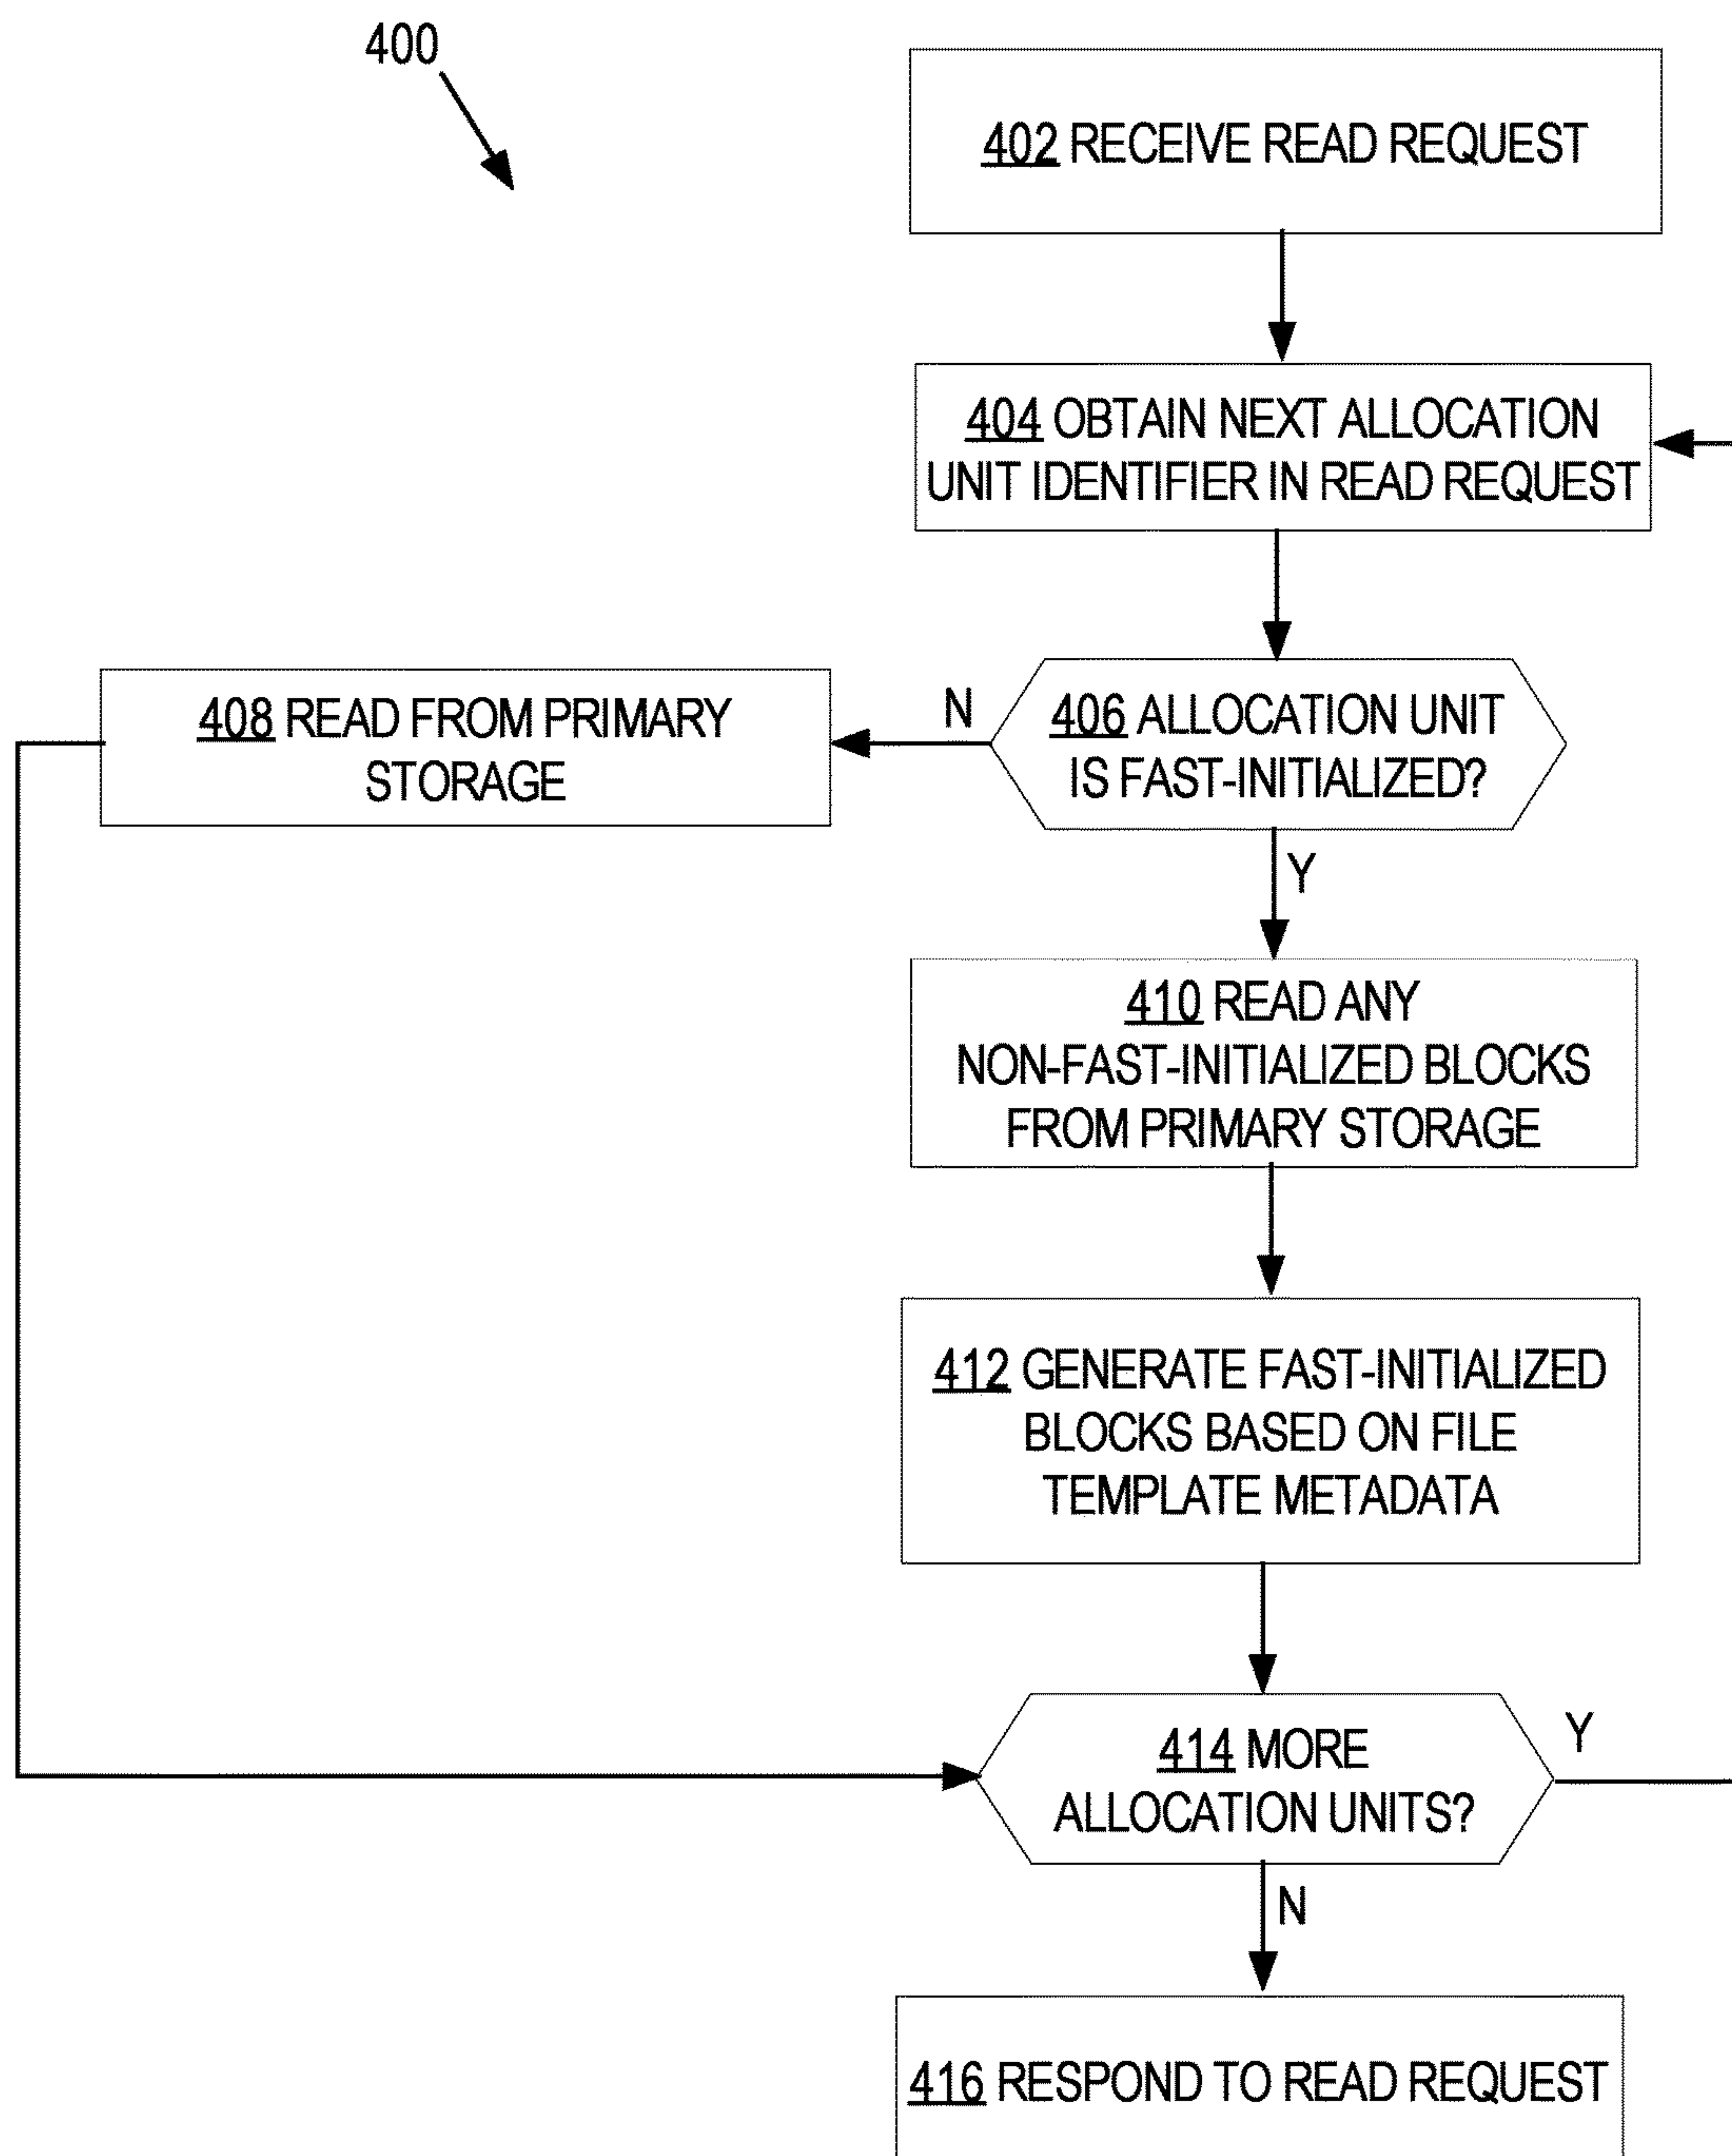 400
402 RECEIVE READ REQUEST
404 OBTAIN NEXT ALLOCATION
UNIT IDENTIFIER IN READ REQUEST
408 READ FROM PRIMARY
STORAGE
N
406 ALLOCATION UNIT
IS FAST-INITIALIZED?
Y
410 READ ANY
NON-FAST-INITIALIZED BLOCKS
FROM PRIMARY STORAGE
412 GENERATE FAST-INITIALIZED
BLOCKS BASED ON FILE
TEMPLATE METADATA
414 MORE
ALLOCATION UNITS?
Y
N
416 RESPOND TO READ REQUEST